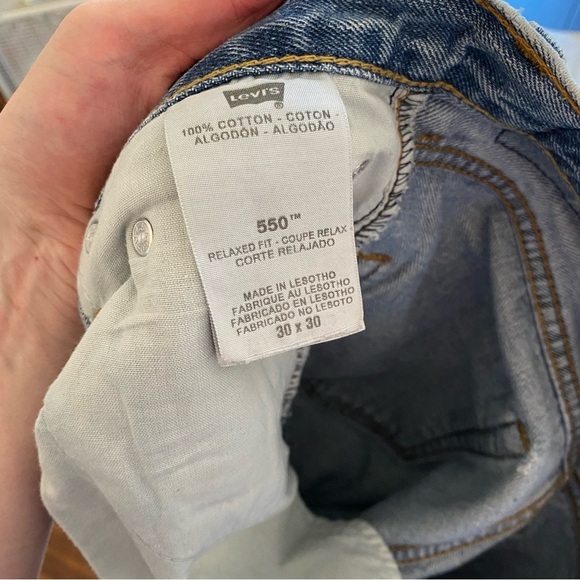 LEVI'S ®
100% COTTON - COTON -
ALGODÓN - ALGODÃO
550™
RELAXED FIT - COUPE RELAX
CORTE RELAJADO
MADE IN LESOTHO
FABRIQUE AU LESOTHO
FABRICADO EN LESOTHO
FABRICADO NO LESOTO
30 X 30